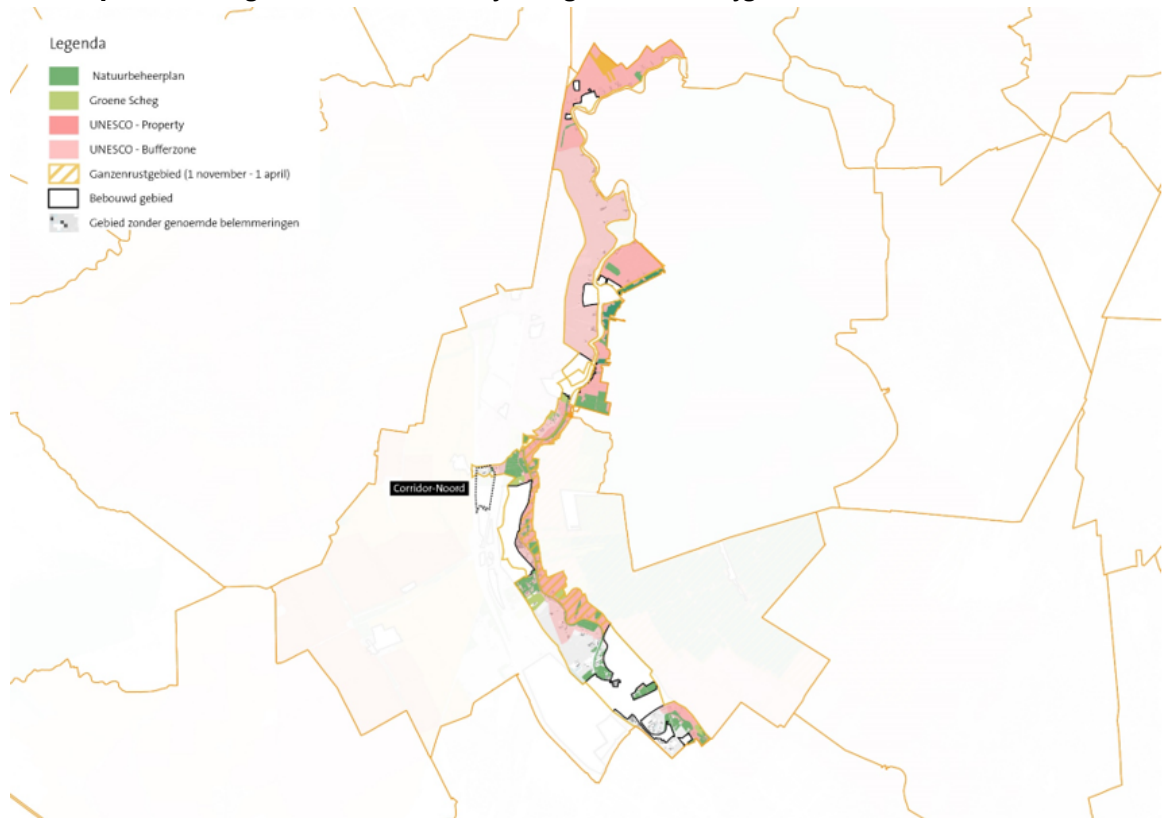 Legenda
Natuurbeheerplan
Groene Scheg
UNESCO - Property
UNESCO - Bufferzone
Ganzenrustgebied (1 november - 1 april)
Bebouwd gebied
Gebied zonder genoemde belemmeringen
Corridor-Noord